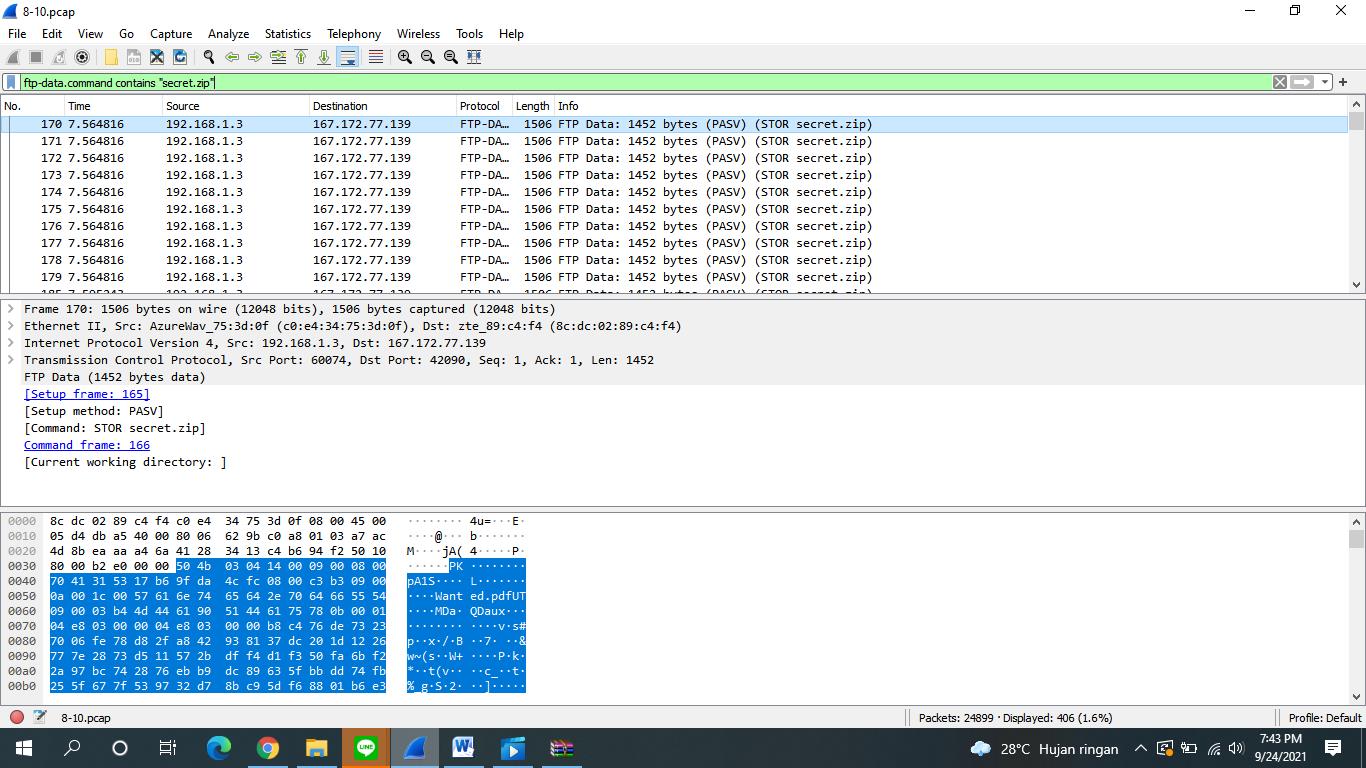 8-10.pcap
File Edit View Go Capture Analyze Statistics Telephony Wireless Tools Help
ftp-data.command contains "secret.zip"
No. Time Source Destination Protocol Length Info
170 7.564816 192.168.1.3 167.172.77.139 FTP-DA… 1506 FTP Data: 1452 bytes (PASV) (STOR secret.zip)
171 7.564816 192.168.1.3 167.172.77.139 FTP-DA… 1506 FTP Data: 1452 bytes (PASV) (STOR secret.zip)
172 7.564816 192.168.1.3 167.172.77.139 FTP-DA… 1506 FTP Data: 1452 bytes (PASV) (STOR secret.zip)
173 7.564816 192.168.1.3 167.172.77.139 FTP-DA… 1506 FTP Data: 1452 bytes (PASV) (STOR secret.zip)
174 7.564816 192.168.1.3 167.172.77.139 FTP-DA… 1506 FTP Data: 1452 bytes (PASV) (STOR secret.zip)
175 7.564816 192.168.1.3 167.172.77.139 FTP-DA… 1506 FTP Data: 1452 bytes (PASV) (STOR secret.zip)
176 7.564816 192.168.1.3 167.172.77.139 FTP-DA… 1506 FTP Data: 1452 bytes (PASV) (STOR secret.zip)
177 7.564816 192.168.1.3 167.172.77.139 FTP-DA… 1506 FTP Data: 1452 bytes (PASV) (STOR secret.zip)
178 7.564816 192.168.1.3 167.172.77.139 FTP-DA… 1506 FTP Data: 1452 bytes (PASV) (STOR secret.zip)
179 7.564816 192.168.1.3 167.172.77.139 FTP-DA… 1506 FTP Data: 1452 bytes (PASV) (STOR secret.zip)
Frame 170: 1506 bytes on wire (12048 bits), 1506 bytes captured (12048 bits)
Ethernet II, Src: AzureWav_75:3d:0f (c0:e4:34:75:3d:0f), Dst: zte_89:c4:f4 (8c:dc:02:89:c4:f4)
Internet Protocol Version 4, Src: 192.168.1.3, Dst: 167.172.77.139
Transmission Control Protocol, Src Port: 60074, Dst Port: 42090, Seq: 1, Ack: 1, Len: 1452
FTP Data (1452 bytes data)
[Setup frame: 165]
[Setup method: PASV]
[Command: STOR secret.zip]
Command frame: 166
[Current working directory: ]
0000 8c dc 02 89 c4 f4 c0 e4 34 75 3d 0f 08 00 45 00 ········ 4u=···E·
0010 05 d4 db a5 40 00 80 06 62 9b c0 a8 01 03 a7 ac ····@··· b·······
0020 4d 8b ea aa a4 6a 41 28 34 13 c4 b6 94 f2 50 10 M····jA( 4·····P·
0030 80 00 b2 e0 00 00 50 4b 03 04 14 00 09 00 08 00 ······PK ········
0040 70 41 31 53 17 b6 9f da 4c fc 08 00 c3 b3 09 00 pA1S···· L·······
0050 0a 00 1c 00 57 61 6e 74 65 64 2e 70 64 66 55 54 ····Want ed.pdfUT
0060 09 00 03 b4 4d 44 61 90 51 44 61 75 78 0b 00 01 ····MDa· QDaux···
0070 04 e8 03 00 00 04 e8 03 00 00 b8 c4 76 de 73 23 ········ ····v·s#
0080 70 06 fe 78 d8 2f a8 42 93 81 37 dc 20 1d 12 26 p··x·/·B ··7· ··&
0090 77 7e 28 73 d5 11 57 2b df f4 d1 f3 50 fa 6b f2 w~(s··W+ ····P·k·
00a0 2a 97 bc 74 28 76 eb b9 dc 89 63 5f bb dd 74 fb *··t(v·· ··c_··t·
00b0 25 5f 67 7f 53 97 32 d7 8b c9 5d f6 88 01 b6 e3 %_g·S·2· ··]·····
8-10.pcap Packets: 24899 · Displayed: 406 (1.6%) Profile: Default
LINE 28°C Hujan ringan 7:43 PM
9/24/2021